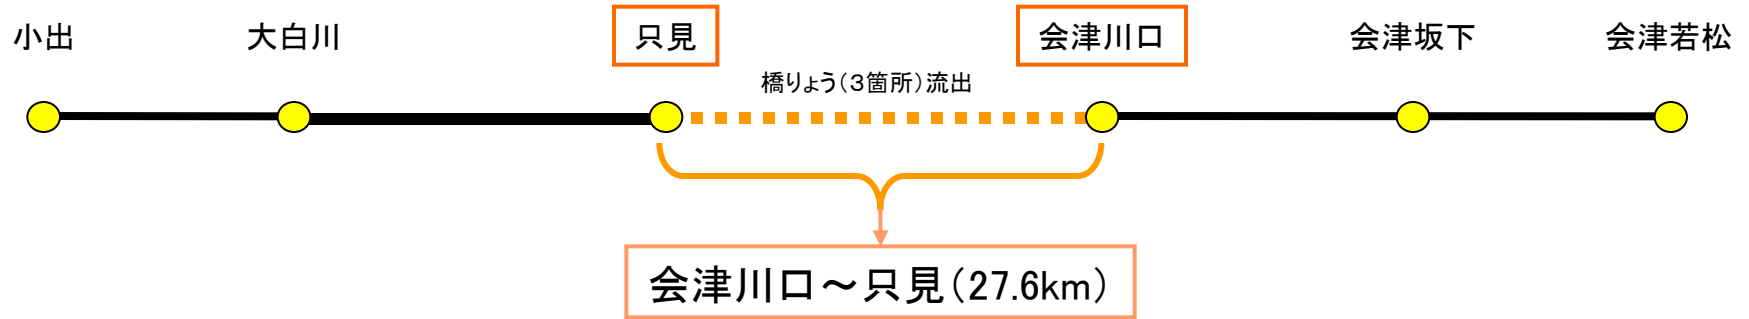 小出 大白川 只見 会津川口 会津坂下 会津若松
橋りょう(3箇所)流出
会津川口～只見(27.6km)